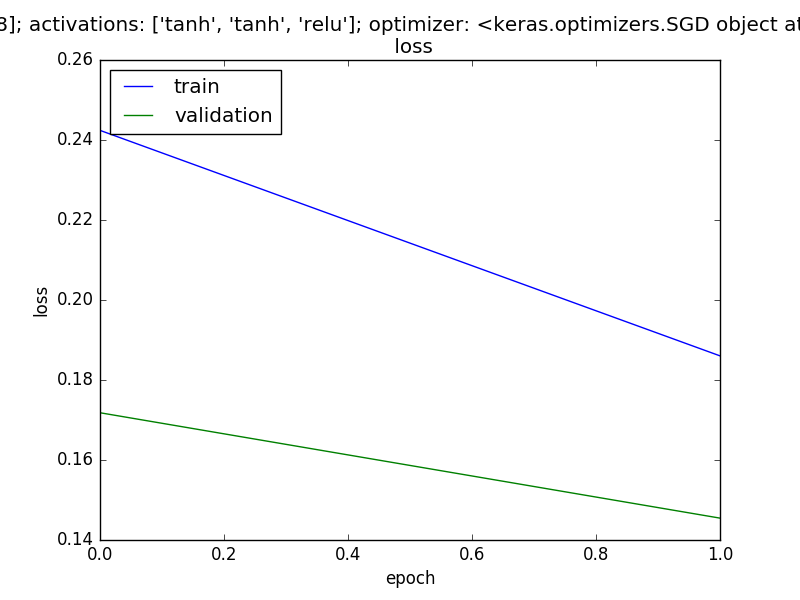 8]; activations: ['tanh', 'tanh', 'relu']; optimizer: <keras.optimizers.SGD object at
loss
0.26
train
validation
0.24
0.22
0.20
loss
0.18
0.16
0.14
0.0 0.2 0.4 0.6 0.8 1.0
epoch